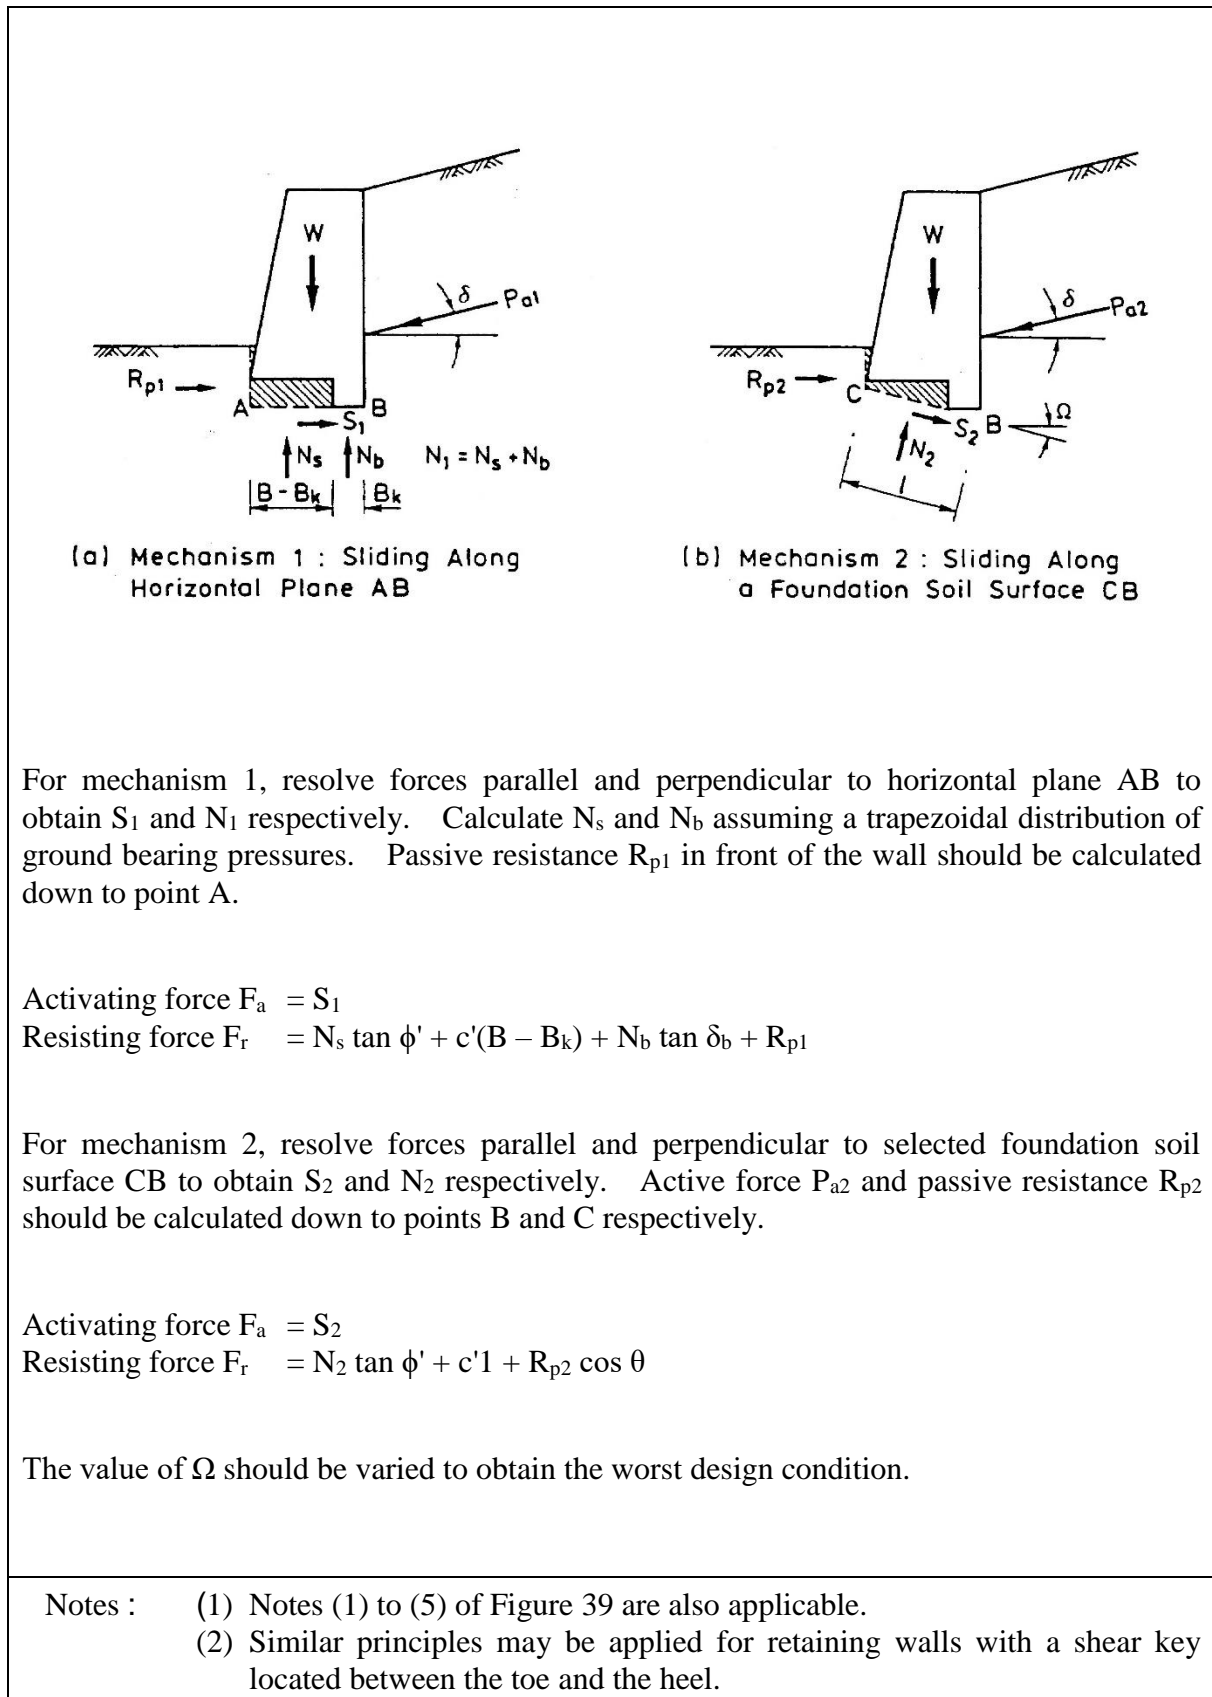 W
δ
Pa1
Rp1
A
B
S1
Ns
Nb
N1 = Ns + Nb
B - Bk
Bk
(a) Mechanism 1 : Sliding Along
Horizontal Plane AB
W
δ
Pa2
Rp2
C
S2
B
Ω
N2
(b) Mechanism 2 : Sliding Along
a Foundation Soil Surface CB
For mechanism 1, resolve forces parallel and perpendicular to horizontal plane AB to
obtain S1 and N1 respectively. Calculate Ns and Nb assuming a trapezoidal distribution of
ground bearing pressures. Passive resistance Rp1 in front of the wall should be calculated
down to point A.
Activating force Fa = S1
Resisting force Fr = Ns tan ϕ' + c'(B – Bk) + Nb tan δb + Rp1
For mechanism 2, resolve forces parallel and perpendicular to selected foundation soil
surface CB to obtain S2 and N2 respectively. Active force Pa2 and passive resistance Rp2
should be calculated down to points B and C respectively.
Activating force Fa = S2
Resisting force Fr = N2 tan ϕ' + c'1 + Rp2 cos θ
The value of Ω should be varied to obtain the worst design condition.
Notes : (1) Notes (1) to (5) of Figure 39 are also applicable.
(2) Similar principles may be applied for retaining walls with a shear key
located between the toe and the heel.